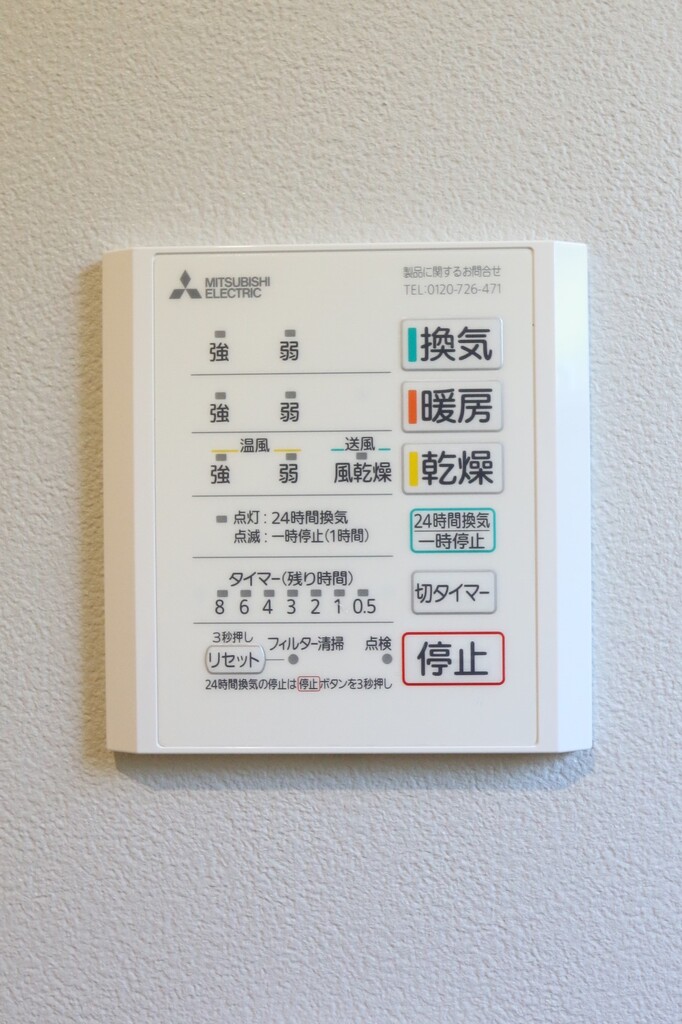 MITSUBISHI
ELECTRIC
製品に関するお問合せ
TEL:0120-726-471
強 弱 換気
強 弱 暖房
温風 送風
強 弱 風乾燥 乾燥
点灯:24時間換気
点滅:一時停止(1時間)
24時間換気
一時停止
タイマー(残り時間)
8 6 4 3 2 1 0.5
切タイマー
3秒押し
リセット フィルター清掃 点検
停止
24時間換気の停止は停止ボタンを3秒押し